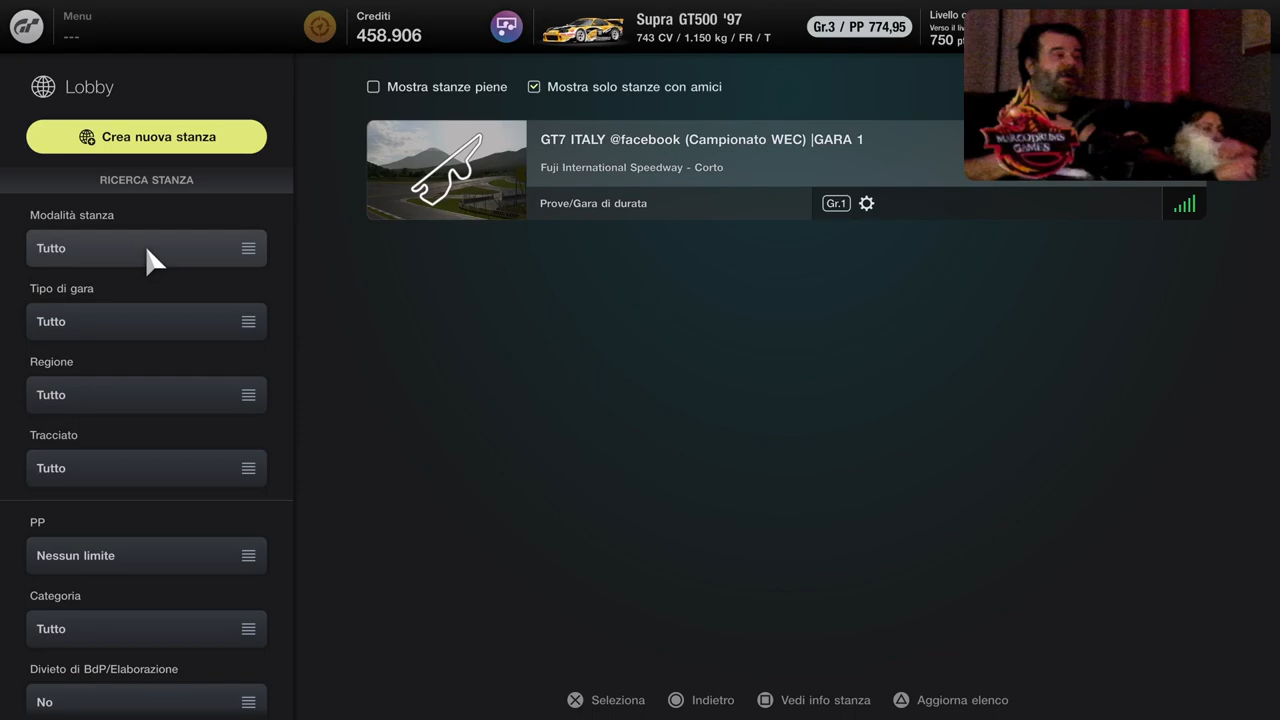 Menu
---
Crediti
458.906
Supra GT500 '97
743 CV / 1.150 kg / FR / T
Gr.3 / PP 774,95
Livello
Verso il
750
Lobby
Crea nuova stanza
RICERCA STANZA
Modalità stanza
Tutto
Tipo di gara
Tutto
Regione
Tutto
Tracciato
Tutto
PP
Nessun limite
Categoria
Tutto
Divieto di BdP/Elaborazione
No
Mostra stanze piene
Mostra solo stanze con amici
GT7 ITALY @facebook (Campionato WEC) |GARA 1
Fuji International Speedway - Corto
Prove/Gara di durata
Gr.1
MARCODRUMS
GAMES
Seleziona
Indietro
Vedi info stanza
Aggiorna elenco